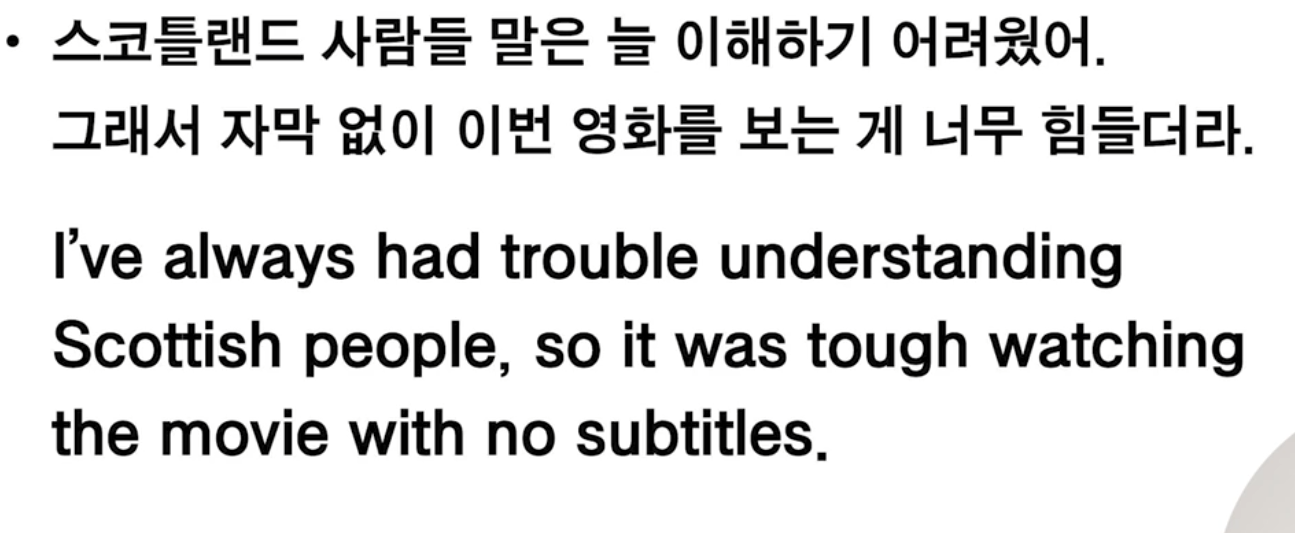 • 스코틀랜드 사람들 말은 늘 이해하기 어려웠어.
그래서 자막 없이 이번 영화를 보는 게 너무 힘들더라.
I’ve always had trouble understanding
Scottish people, so it was tough watching
the movie with no subtitles.